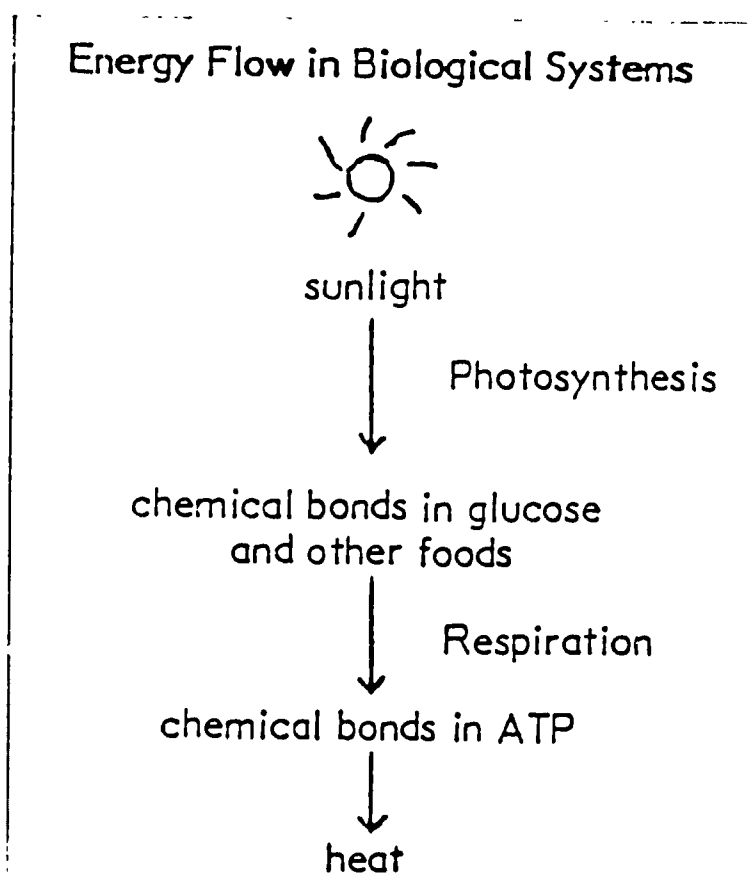 Energy Flow in Biological Systems
sunlight
Photosynthesis
chemical bonds in glucose
and other foods
Respiration
chemical bonds in ATP
heat